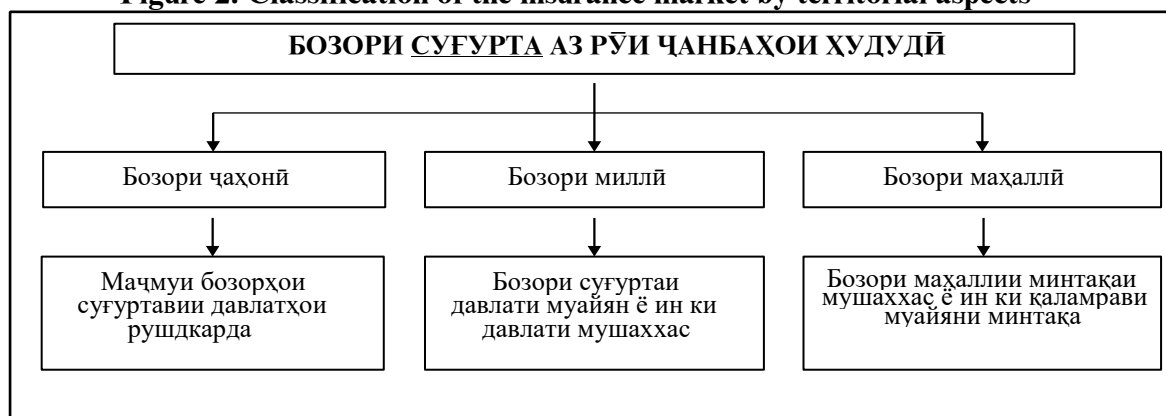 Figure 2. Classification of the insurance market by territorial aspects
БОЗОРИ СУҒУРТА АЗ РӮИ ҶАНБАҲОИ ҲУДУДӢ
Бозори ҷаҳонӣ
Бозори миллӣ
Бозори маҳаллӣ
Маҷмуи бозорҳои
суғуртавии давлатҳои
рушдкарда
Бозори суғуртаи
давлати муайян ё ин ки
давлати мушаххас
Бозори маҳаллии минтақаи
мушаххас ё ин ки қаламрави
муайяни минтақа